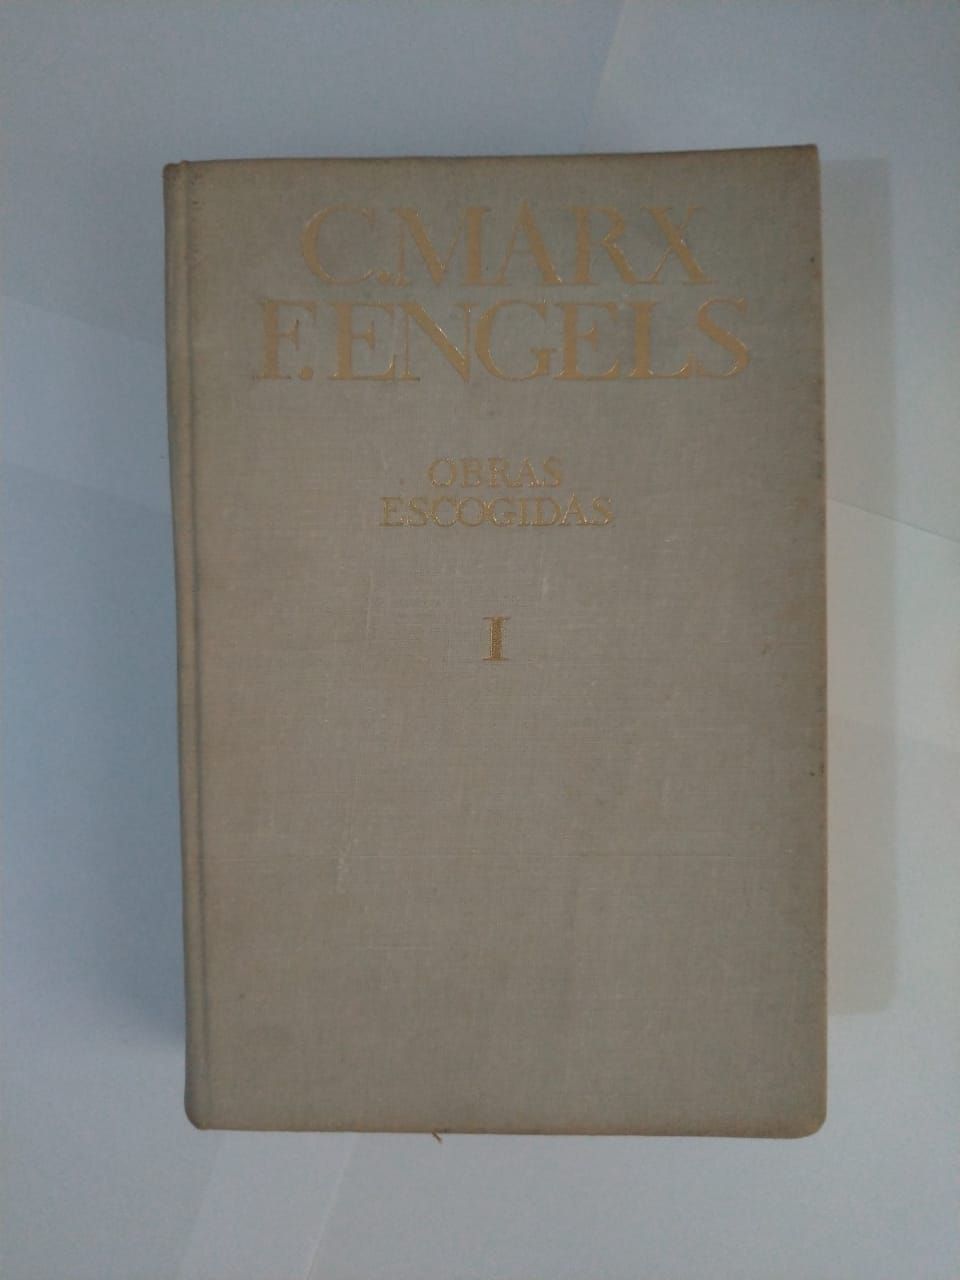 C.MARX
F.ENGELS
OBRAS
ESCOGIDAS
I